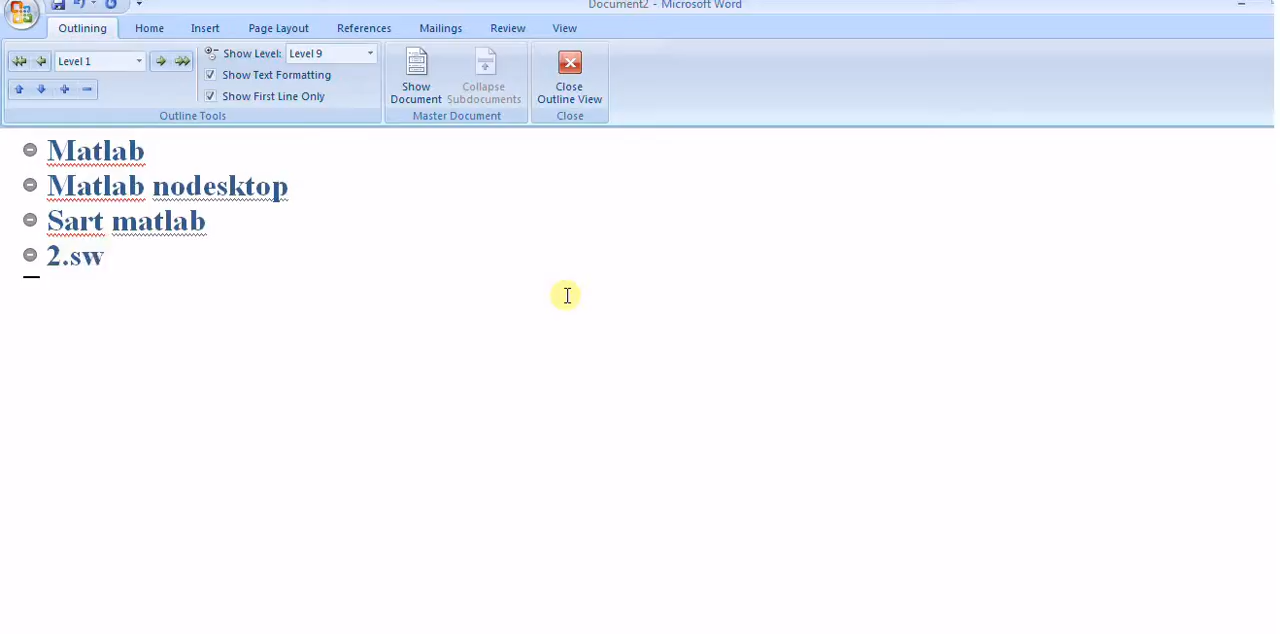 Document2 - Microsoft Word
Outlining Home Insert Page Layout References Mailings Review View
Level 1
Show Level: Level 9
Show Text Formatting
Show First Line Only
Outline Tools
Show Document
Collapse Subdocuments
Master Document
Close Outline View
Close
Matlab
Matlab nodesktop
Sart matlab
2.sw